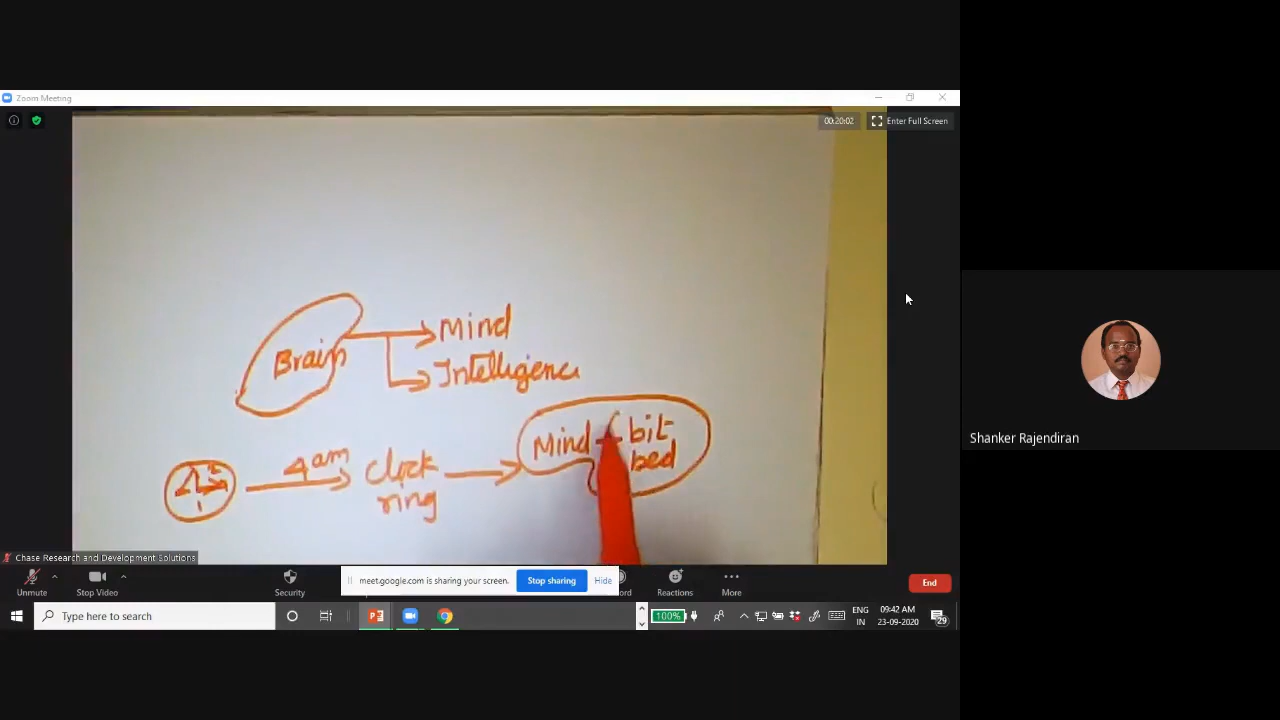 Zoom Meeting
00:20:02
Enter Full Screen
Brain
Mind
Intelligence
4am
Clock
ring
Mind
bit
bed
Shanker Rajendiran
Chase Research and Development Solutions
Unmute
Stop Video
Security
meet.google.com is sharing your screen.
Stop sharing
Hide
Reactions
More
End
Type here to search
100%
ENG
IN
09:42 AM
23-09-2020
29